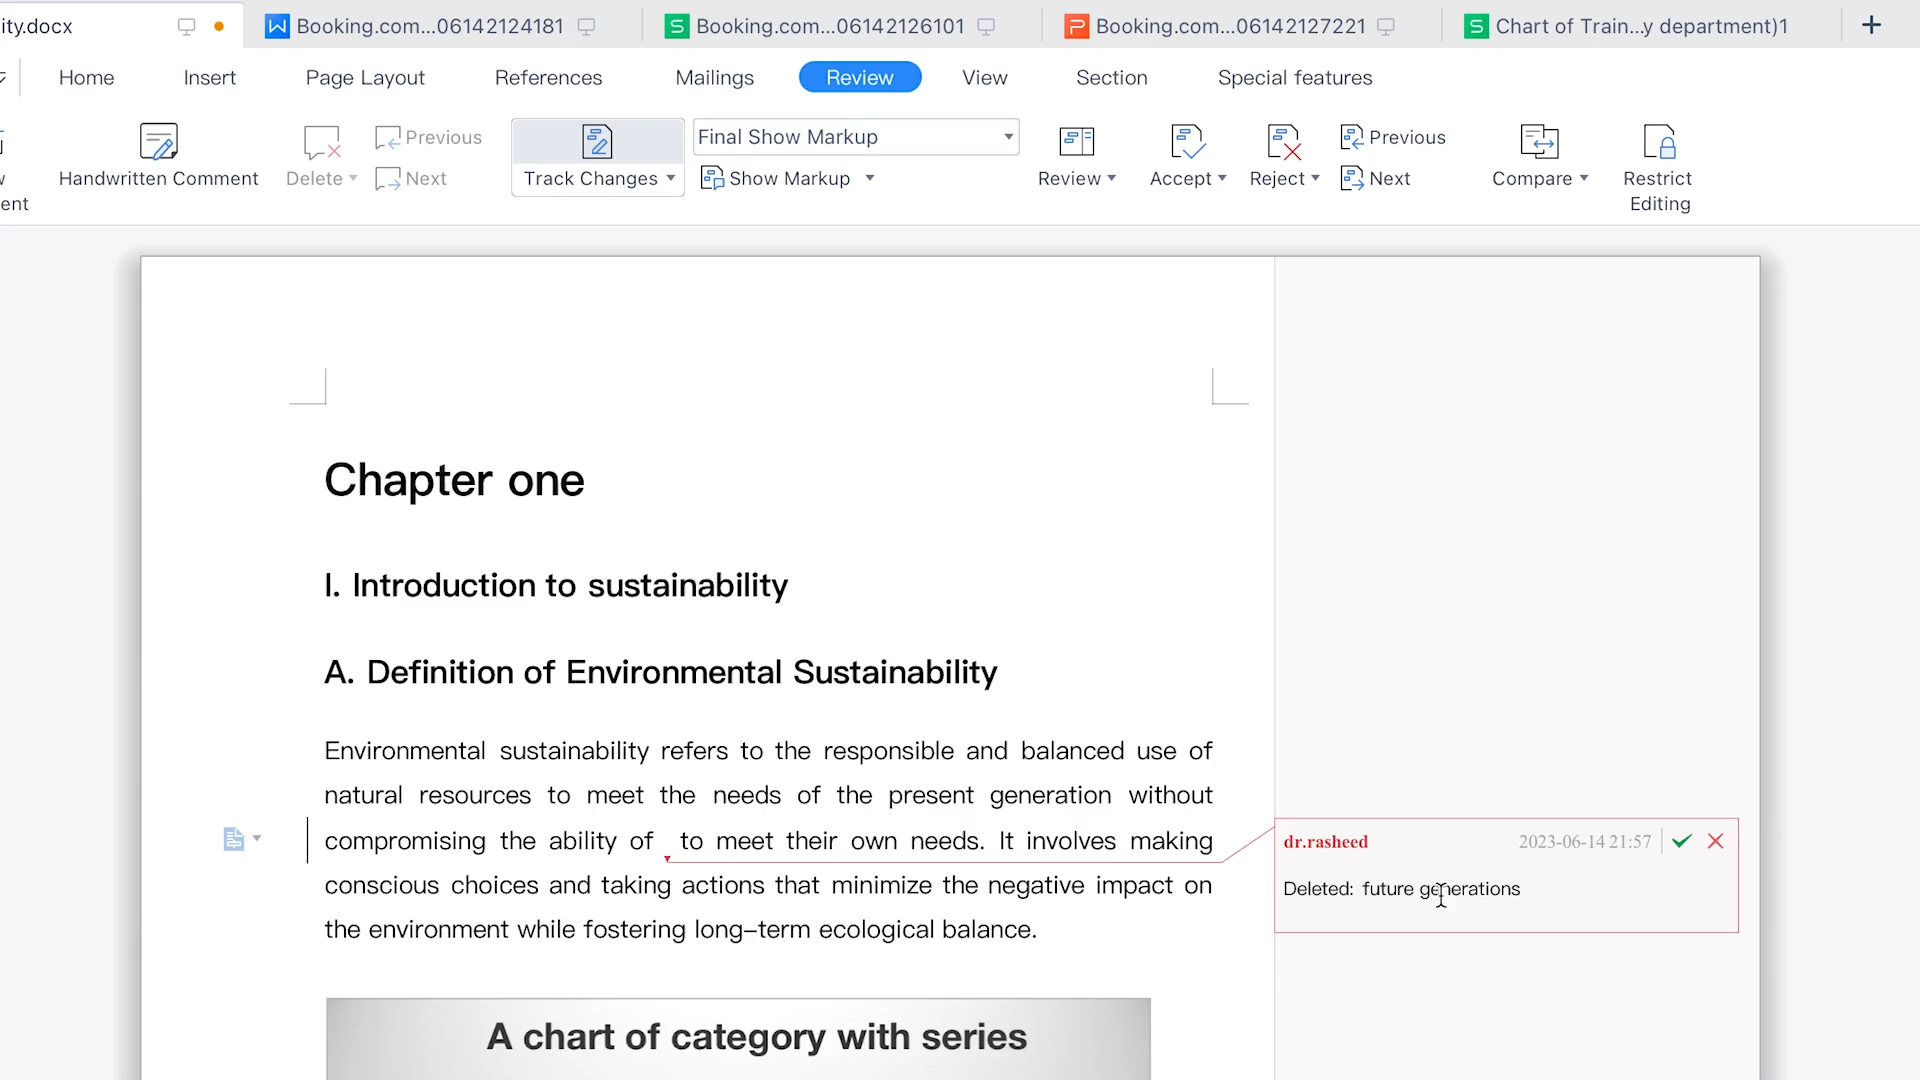 ity.docx
Booking.com...06142124181
Booking.com...06142126101
Booking.com...06142127221
Chart of Train...y department)1
Home
Insert
Page Layout
References
Mailings
Review
View
Section
Special features
ent
Handwritten Comment
Delete
Previous
Next
Track Changes
Final Show Markup
Show Markup
Review
Accept
Reject
Previous
Next
Compare
Restrict
Editing
Chapter one
I. Introduction to sustainability
A. Definition of Environmental Sustainability
Environmental sustainability refers to the responsible and balanced use of
natural resources to meet the needs of the present generation without
compromising the ability of to meet their own needs. It involves making
conscious choices and taking actions that minimize the negative impact on
the environment while fostering long-term ecological balance.
dr.rasheed
2023-06-14 21:57
Deleted: future generations
A chart of category with series